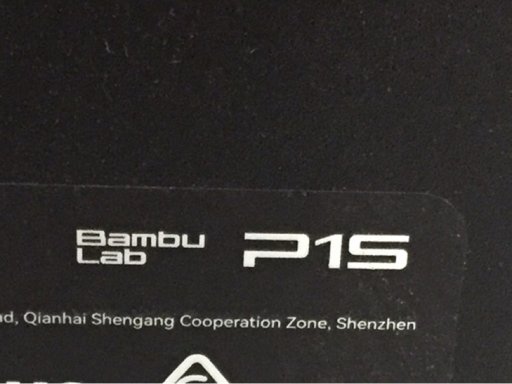 Bambu
Lab
P1S
Qianhai Shengang Cooperation Zone, Shenzhen